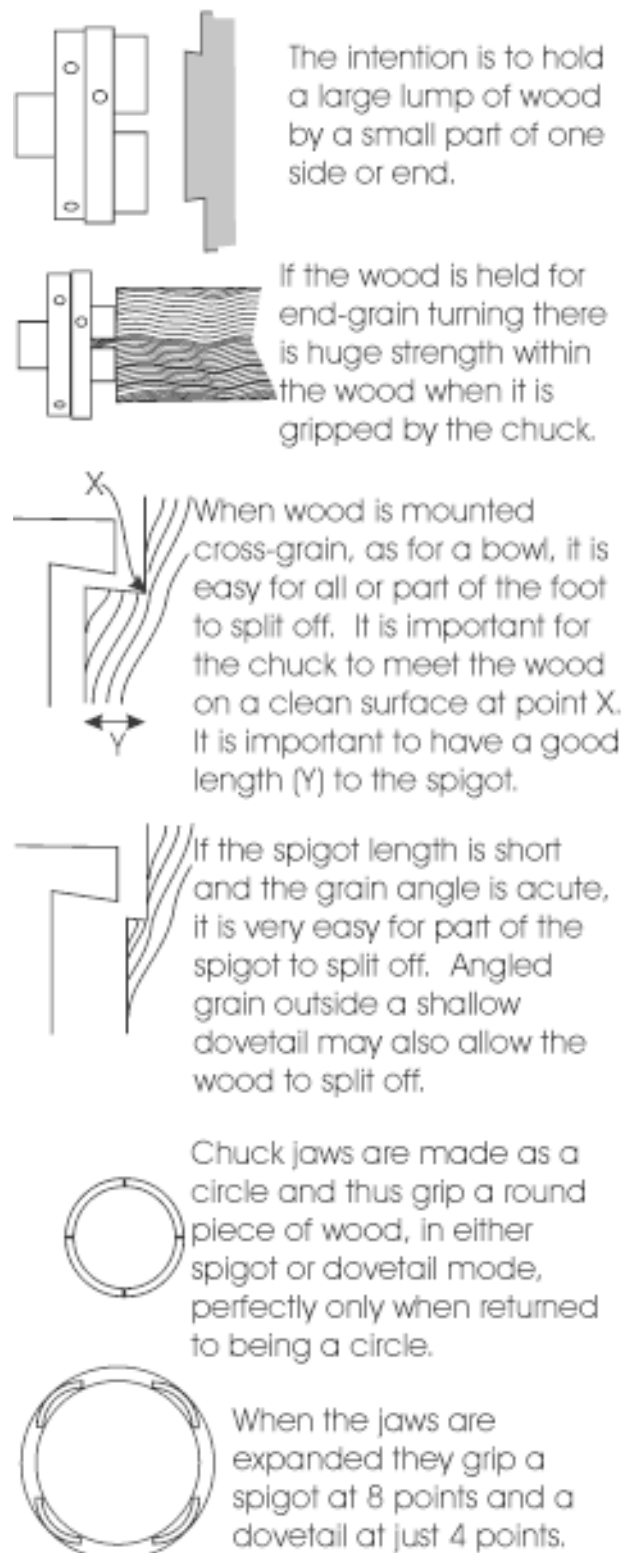 The intention is to hold
a large lump of wood
by a small part of one
side or end.
If the wood is held for
end-grain turning there
is huge strength within
the wood when it is
gripped by the chuck.
X
When wood is mounted
cross-grain, as for a bowl, it is
easy for all or part of the foot
to split off. It is important for
the chuck to meet the wood
on a clean surface at point X.
It is important to have a good
length (Y) to the spigot.
Y
If the spigot length is short
and the grain angle is acute,
it is very easy for part of the
spigot to split off. Angled
grain outside a shallow
dovetail may also allow the
wood to split off.
Chuck jaws are made as a
circle and thus grip a round
piece of wood, in either
spigot or dovetail mode,
perfectly only when returned
to being a circle.
When the jaws are
expanded they grip a
spigot at 8 points and a
dovetail at just 4 points.